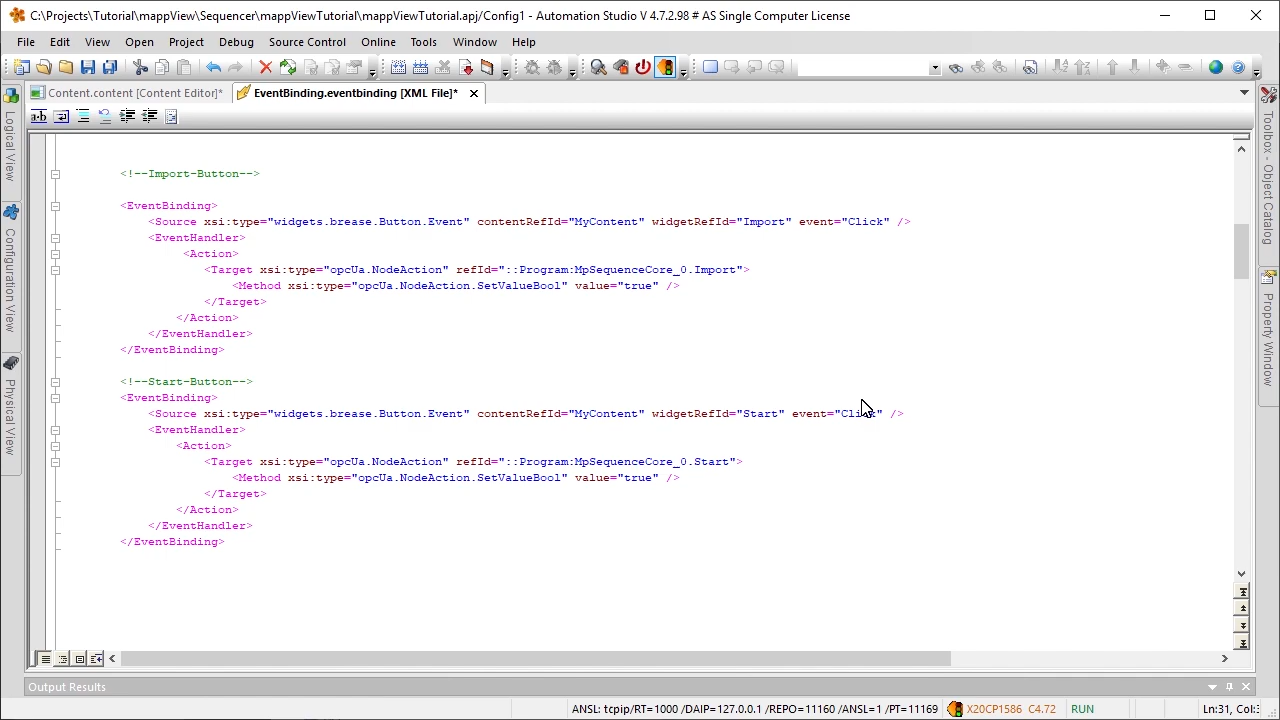 C:\Projects\Tutorial\mappView\Sequencer\mappViewTutorial\mappViewTutorial.apj/Config1 - Automation Studio V 4.7.2.98 # AS Single Computer License
File Edit View Open Project Debug Source Control Online Tools Window Help
Content.content [Content Editor]* EventBinding.eventbinding [XML File]*
Logical View
Configuration View
Physical View
<!--Import-Button-->
<EventBinding>
<Source xsi:type="widgets.brease.Button.Event" contentRefId="MyContent" widgetRefId="Import" event="Click" />
<EventHandler>
<Action>
<Target xsi:type="opcUa.NodeAction" refId="::Program:MpSequenceCore_0.Import">
<Method xsi:type="opcUa.NodeAction.SetValueBool" value="true" />
</Target>
</Action>
</EventHandler>
</EventBinding>
<!--Start-Button-->
<EventBinding>
<Source xsi:type="widgets.brease.Button.Event" contentRefId="MyContent" widgetRefId="Start" event="Click" />
<EventHandler>
<Action>
<Target xsi:type="opcUa.NodeAction" refId="::Program:MpSequenceCore_0.Start">
<Method xsi:type="opcUa.NodeAction.SetValueBool" value="true" />
</Target>
</Action>
</EventHandler>
</EventBinding>
Toolbox - Object Catalog
Property Window
Output Results
ANSL: tcpip/RT=1000 /DAIP=127.0.0.1 /REPO=11160 /ANSL=1 /PT=11169 X20CP1586 C4.72 RUN Ln:31, Col: